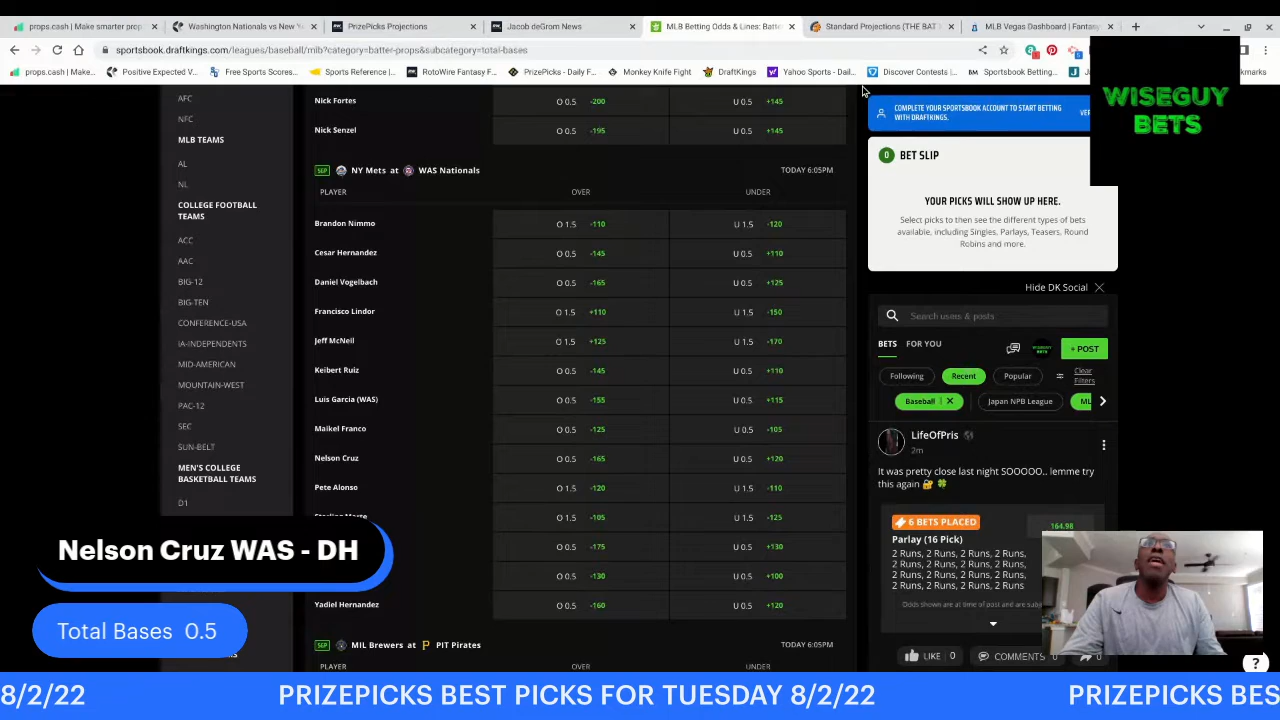 props.cash | Make smarter prop
Washington Nationals vs New Y
PrizePicks Projections
Jacob deGrom News
MLB Betting Odds & Lines: Batt
Standard Projections (THE BAT X
MLB Vegas Dashboard | Fantasy
sportsbook.draftkings.com/leagues/baseball/mlb?category=batter-props&subcategory=total-bases
props.cash | Make...
Positive Expected V...
Free Sports Scores...
Sports Reference |...
RotoWire Fantasy F...
PrizePicks - Daily F...
Monkey Knife Fight
DraftKings
Yahoo Sports - Dail...
Discover Contests |...
Sportsbook Betting...
WISEGUY
BETS
AFC
NFC
MLB TEAMS
AL
NL
COLLEGE FOOTBALL
TEAMS
ACC
AAC
BIG-12
BIG-TEN
CONFERENCE-USA
IA-INDEPENDENTS
MID-AMERICAN
MOUNTAIN-WEST
PAC-12
SEC
SUN-BELT
MEN'S COLLEGE
BASKETBALL TEAMS
D1
Nick Fortes O 0.5 -200 U 0.5 +145
Nick Senzel O 0.5 -195 U 0.5 +145
SGP NY Mets at WAS Nationals TODAY 6:05PM
PLAYER OVER UNDER
Brandon Nimmo O 1.5 -110 U 1.5 -120
Cesar Hernandez O 0.5 -145 U 0.5 +110
Daniel Vogelbach O 0.5 -165 U 0.5 +125
Francisco Lindor O 1.5 +110 U 1.5 -150
Jeff McNeil O 1.5 +125 U 1.5 -170
Keibert Ruiz O 0.5 -145 U 0.5 +110
Luis Garcia (WAS) O 0.5 -155 U 0.5 +115
Maikel Franco O 0.5 -125 U 0.5 -105
Nelson Cruz O 0.5 -165 U 0.5 +120
Pete Alonso O 1.5 -120 U 1.5 -110
O 1.5 -105 U 1.5 -125
O 0.5 -175 U 0.5 +130
O 0.5 -130 U 0.5 +100
Yadiel Hernandez O 0.5 -160 U 0.5 +120
SGP MIL Brewers at PIT Pirates TODAY 6:05PM
PLAYER OVER UNDER
COMPLETE YOUR SPORTSBOOK ACCOUNT TO START BETTING
WITH DRAFTKINGS.
0 BET SLIP
YOUR PICKS WILL SHOW UP HERE.
Select picks to then see the different types of bets
available, including Singles, Parlays, Teasers, Round
Robins and more.
Hide DK Social
Search users & posts
BETS FOR YOU
+ POST
Following Recent Popular Clear
Filters
Baseball Japan NPB League
LifeOfPris
2m
It was pretty close last night SOOOOO.. lemme try
this again
6 BETS PLACED
164.98
Parlay (16 Pick)
2 Runs, 2 Runs, 2 Runs, 2 Runs,
2 Runs, 2 Runs, 2 Runs, 2 Runs,
2 Runs, 2 Runs, 2 Runs, 2 Runs,
2 Runs, 2 Runs, 2 Runs, 2 Runs
Odds shown are at time of post and are
LIKE 0 COMMENTS 0 0
Nelson Cruz WAS - DH
Total Bases 0.5
8/2/22 PRIZEPICKS BEST PICKS FOR TUESDAY 8/2/22 PRIZEPICKS BES